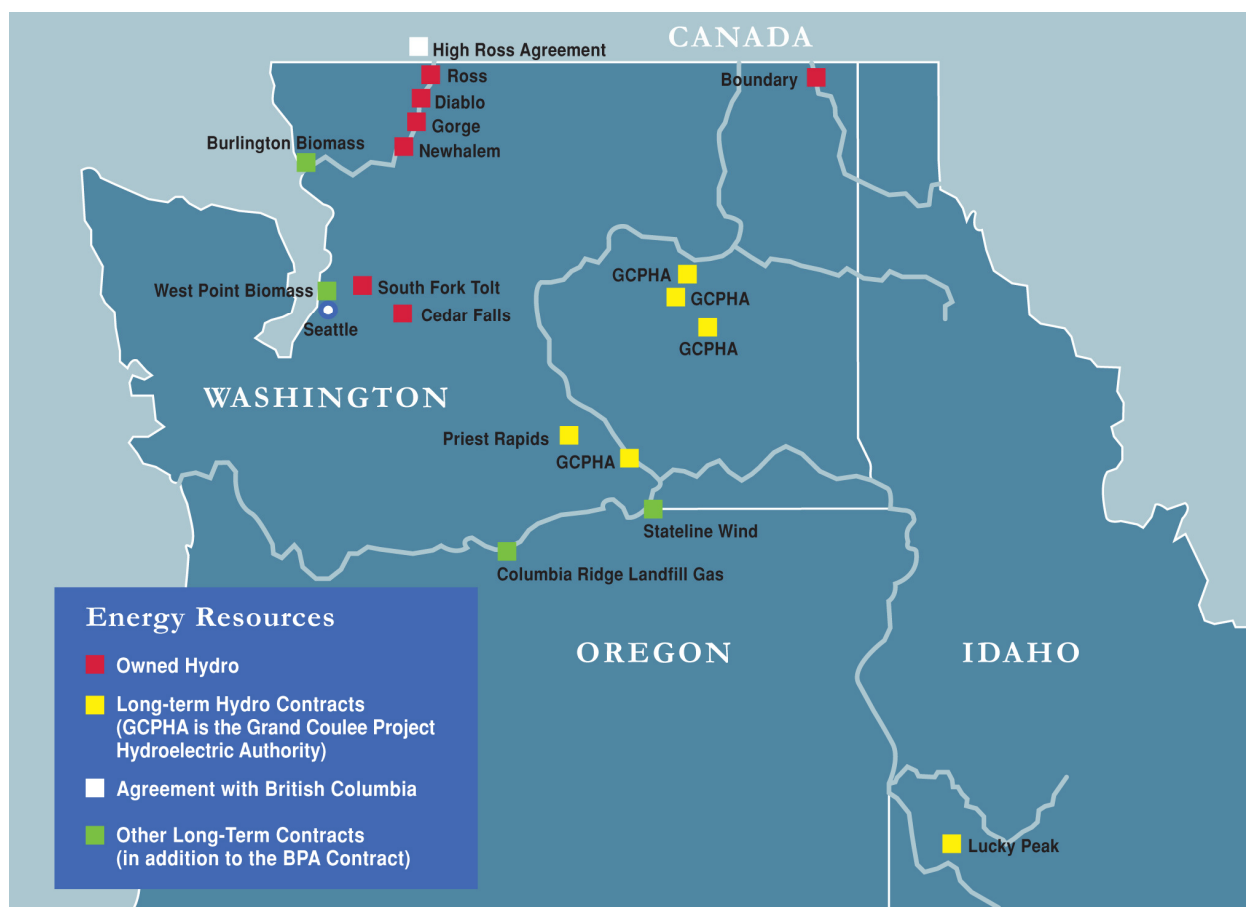 CANADA
High Ross Agreement
Ross
Boundary
Diablo
Gorge
Burlington Biomass
Newhalem
GCPHA
West Point Biomass
South Fork Tolt
GCPHA
Cedar Falls
Seattle
GCPHA
WASHINGTON
Priest Rapids
GCPHA
Stateline Wind
Columbia Ridge Landfill Gas
OREGON
IDAHO
Lucky Peak
Energy Resources
Owned Hydro
Long-term Hydro Contracts
(GCPHA is the Grand Coulee Project
Hydroelectric Authority)
Agreement with British Columbia
Other Long-Term Contracts
(in addition to the BPA Contract)